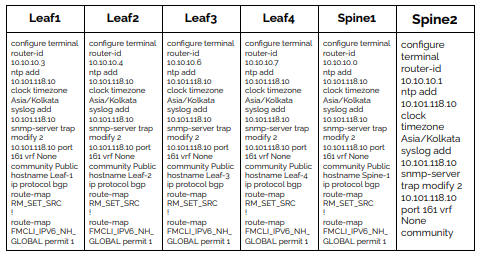 Leaf1
configure terminal
router-id
10.10.10.3
ntp add
10.101.118.10
clock timezone
Asia/Kolkata
syslog add
10.101.118.10
snmp-server trap
modify 2
10.101.118.10 port
161 vrf None
community Public
hostname Leaf-1
ip protocol bgp
route-map
RM_SET_SRC
!
route-map
FMCLI_IPV6_NH_
GLOBAL permit 1
Leaf2
configure terminal
router-id
10.10.10.4
ntp add
10.101.118.10
clock timezone
Asia/Kolkata
syslog add
10.101.118.10
snmp-server trap
modify 2
10.101.118.10 port
161 vrf None
community Public
hostname Leaf-2
ip protocol bgp
route-map
RM_SET_SRC
!
route-map
FMCLI_IPV6_NH_
GLOBAL permit 1
Leaf3
configure terminal
router-id
10.10.10.6
ntp add
10.101.118.10
clock timezone
Asia/Kolkata
syslog add
10.101.118.10
snmp-server trap
modify 2
10.101.118.10 port
161 vrf None
community Public
hostname Leaf-3
ip protocol bgp
route-map
RM_SET_SRC
!
route-map
FMCLI_IPV6_NH_
GLOBAL permit 1
Leaf4
configure terminal
router-id
10.10.10.7
ntp add
10.101.118.10
clock timezone
Asia/Kolkata
syslog add
10.101.118.10
snmp-server trap
modify 2
10.101.118.10 port
161 vrf None
community Public
hostname Leaf-4
ip protocol bgp
route-map
RM_SET_SRC
!
route-map
FMCLI_IPV6_NH_
GLOBAL permit 1
Spine1
configure terminal
router-id
10.10.10.0
ntp add
10.101.118.10
clock timezone
Asia/Kolkata
syslog add
10.101.118.10
snmp-server trap
modify 2
10.101.118.10 port
161 vrf None
community Public
hostname Spine-1
ip protocol bgp
route-map
RM_SET_SRC
!
route-map
FMCLI_IPV6_NH_
GLOBAL permit 1
Spine2
configure
terminal
router-id
10.10.10.1
ntp add
10.101.118.10
clock
timezone
Asia/Kolkata
syslog add
10.101.118.10
snmp-server
trap modify 2
10.101.118.10
port 161 vrf
None
community